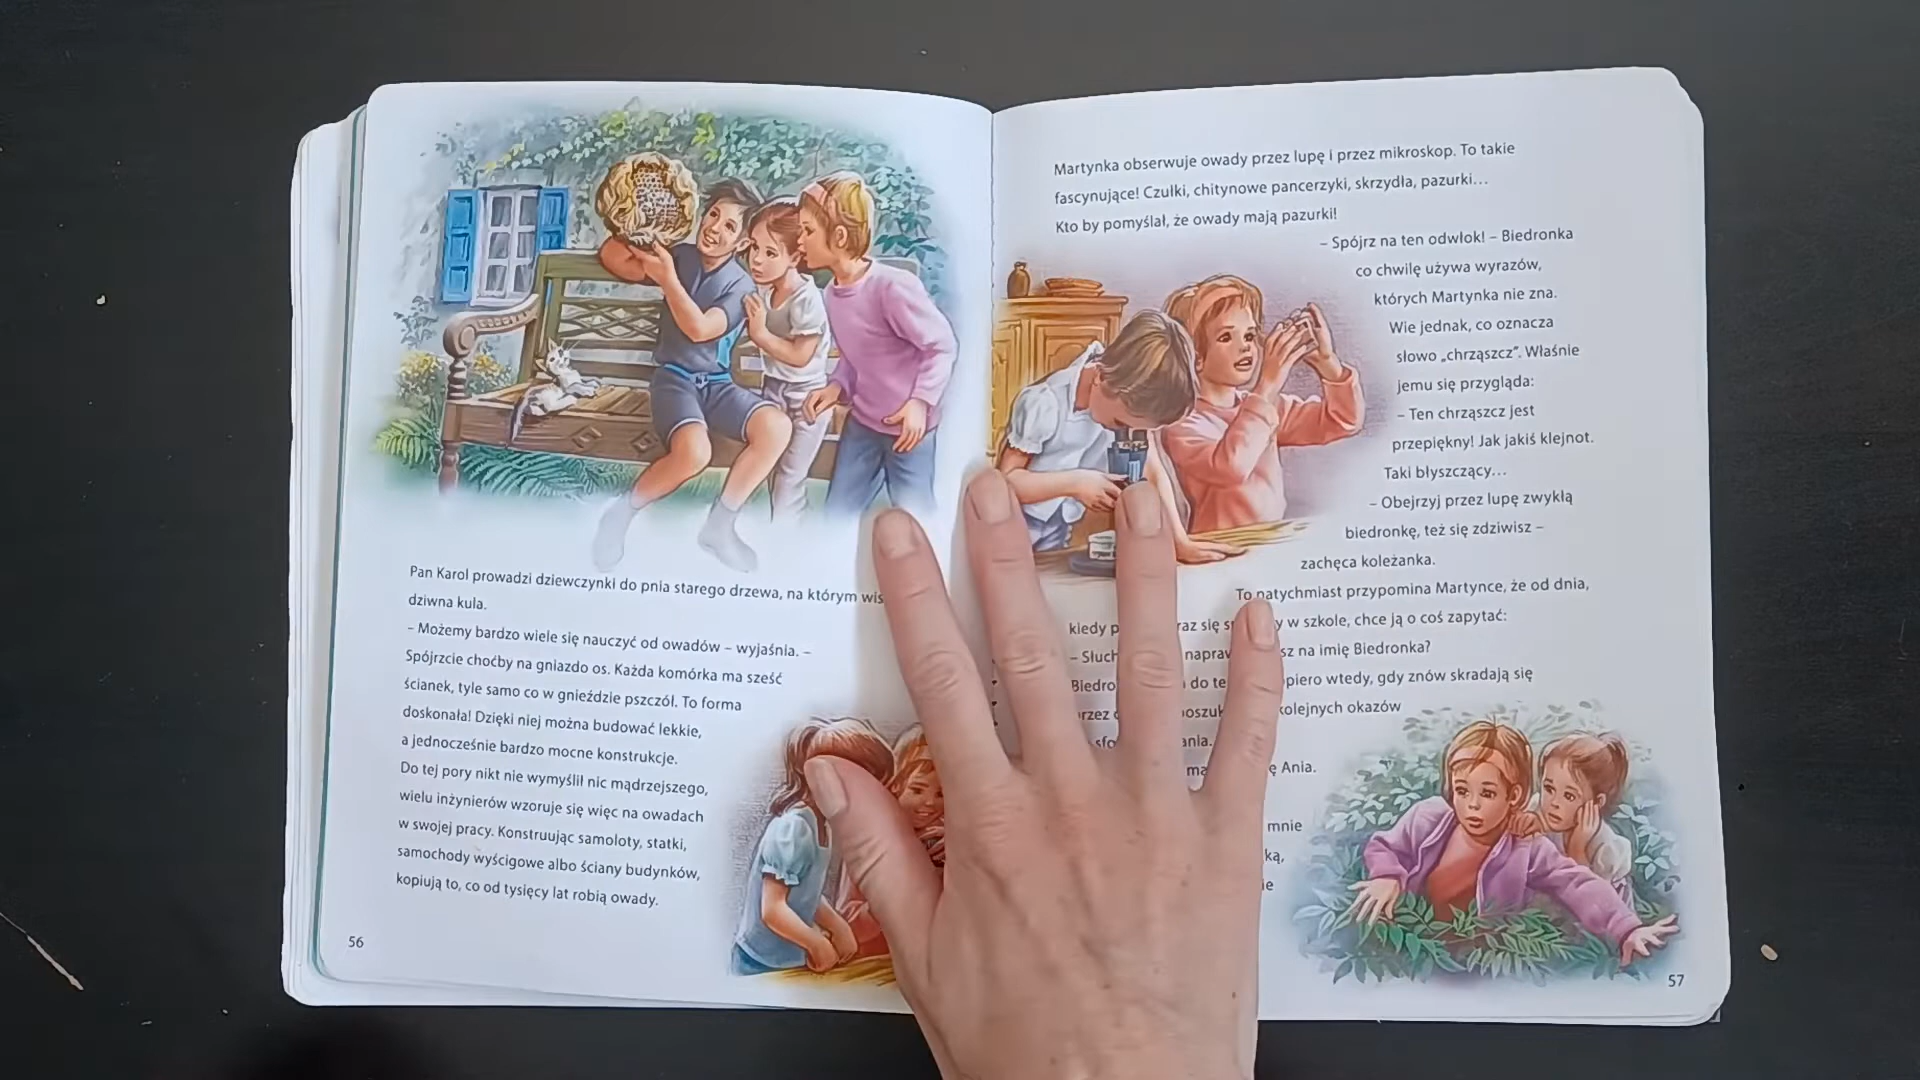 Pan Karol prowadzi dziewczynki do pnia starego drzewa, na którym
dziwna kula.
– Możemy bardzo wiele się nauczyć od owadów – wyjaśnia. –
Spójrzcie choćby na gniazdo os. Każda komórka ma sześć
ścianek, tyle samo co w gnieździe pszczół. To forma
doskonała! Dzięki niej można budować lekkie,
a jednocześnie bardzo mocne konstrukcje.
Do tej pory nikt nie wymyślił nic mądrzejszego,
wielu inżynierów wzoruje się więc na owadach
w swojej pracy. Konstruując samoloty, statki,
samochody wyścigowe albo ściany budynków,
kopiują to, co od tysięcy lat robią owady.
56
Martynka obserwuje owady przez lupę i przez mikroskop. To takie
fascynujące! Czułki, chitynowe pancerzyki, skrzydła, pazurki...
Kto by pomyślał, że owady mają pazurki!
– Spójrz na ten odwłok! – Biedronka
co chwilę używa wyrazów,
których Martynka nie zna.
Wie jednak, co oznacza
słowo „chrząszcz”. Właśnie
jemu się przygląda:
– Ten chrząszcz jest
przepiękny! Jak jakiś klejnot.
Taki błyszczący...
– Obejrzyj przez lupę zwykłą
biedronkę, też się zdziwisz –
zachęca koleżanka.
To natychmiast przypomina Martynce, że od dnia,
kiedy w szkole, chce ją o coś zapytać:
– na imię Biedronka?
do wtedy, gdy znów skradają się
kolejnych okazów
Ania.
mnie
57